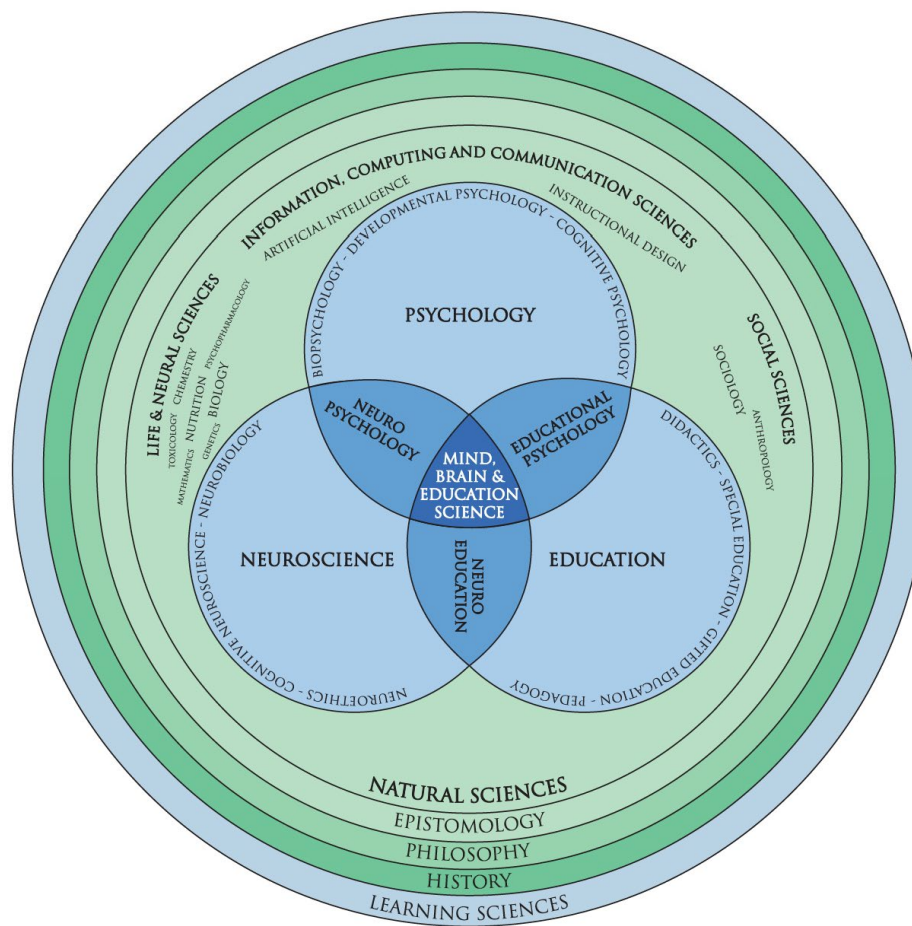 INFORMATION, COMPUTING AND COMMUNICATION SCIENCES
ARTIFICIAL INTELLIGENCE
INSTRUCTIONAL DESIGN
BIOPSYCHOLOGY - DEVELOPMENTAL PSYCHOLOGY - COGNITIVE PSYCHOLOGY
PSYCHOLOGY
LIFE & NEURAL SCIENCES
TOXICOLOGY CHEMISTRY
MATHEMATICS NUTRITION PSYCHOPHARMACOLOGY
GENETICS BIOLOGY
SOCIAL SCIENCES
SOCIOLOGY
ANTHROPOLOGY
NEURO
PSYCHOLOGY
EDUCATIONAL
PSYCHOLOGY
MIND,
BRAIN &
EDUCATION
SCIENCE
NEUROETHICS - COGNITIVE NEUROSCIENCE - NEUROBIOLOGY
NEUROSCIENCE
NEURO
EDUCATION
EDUCATION
DIDACTICS - SPECIAL EDUCATION - GIFTED EDUCATION - PEDAGOGY
NATURAL SCIENCES
EPISTOMOLOGY
PHILOSOPHY
HISTORY
LEARNING SCIENCES